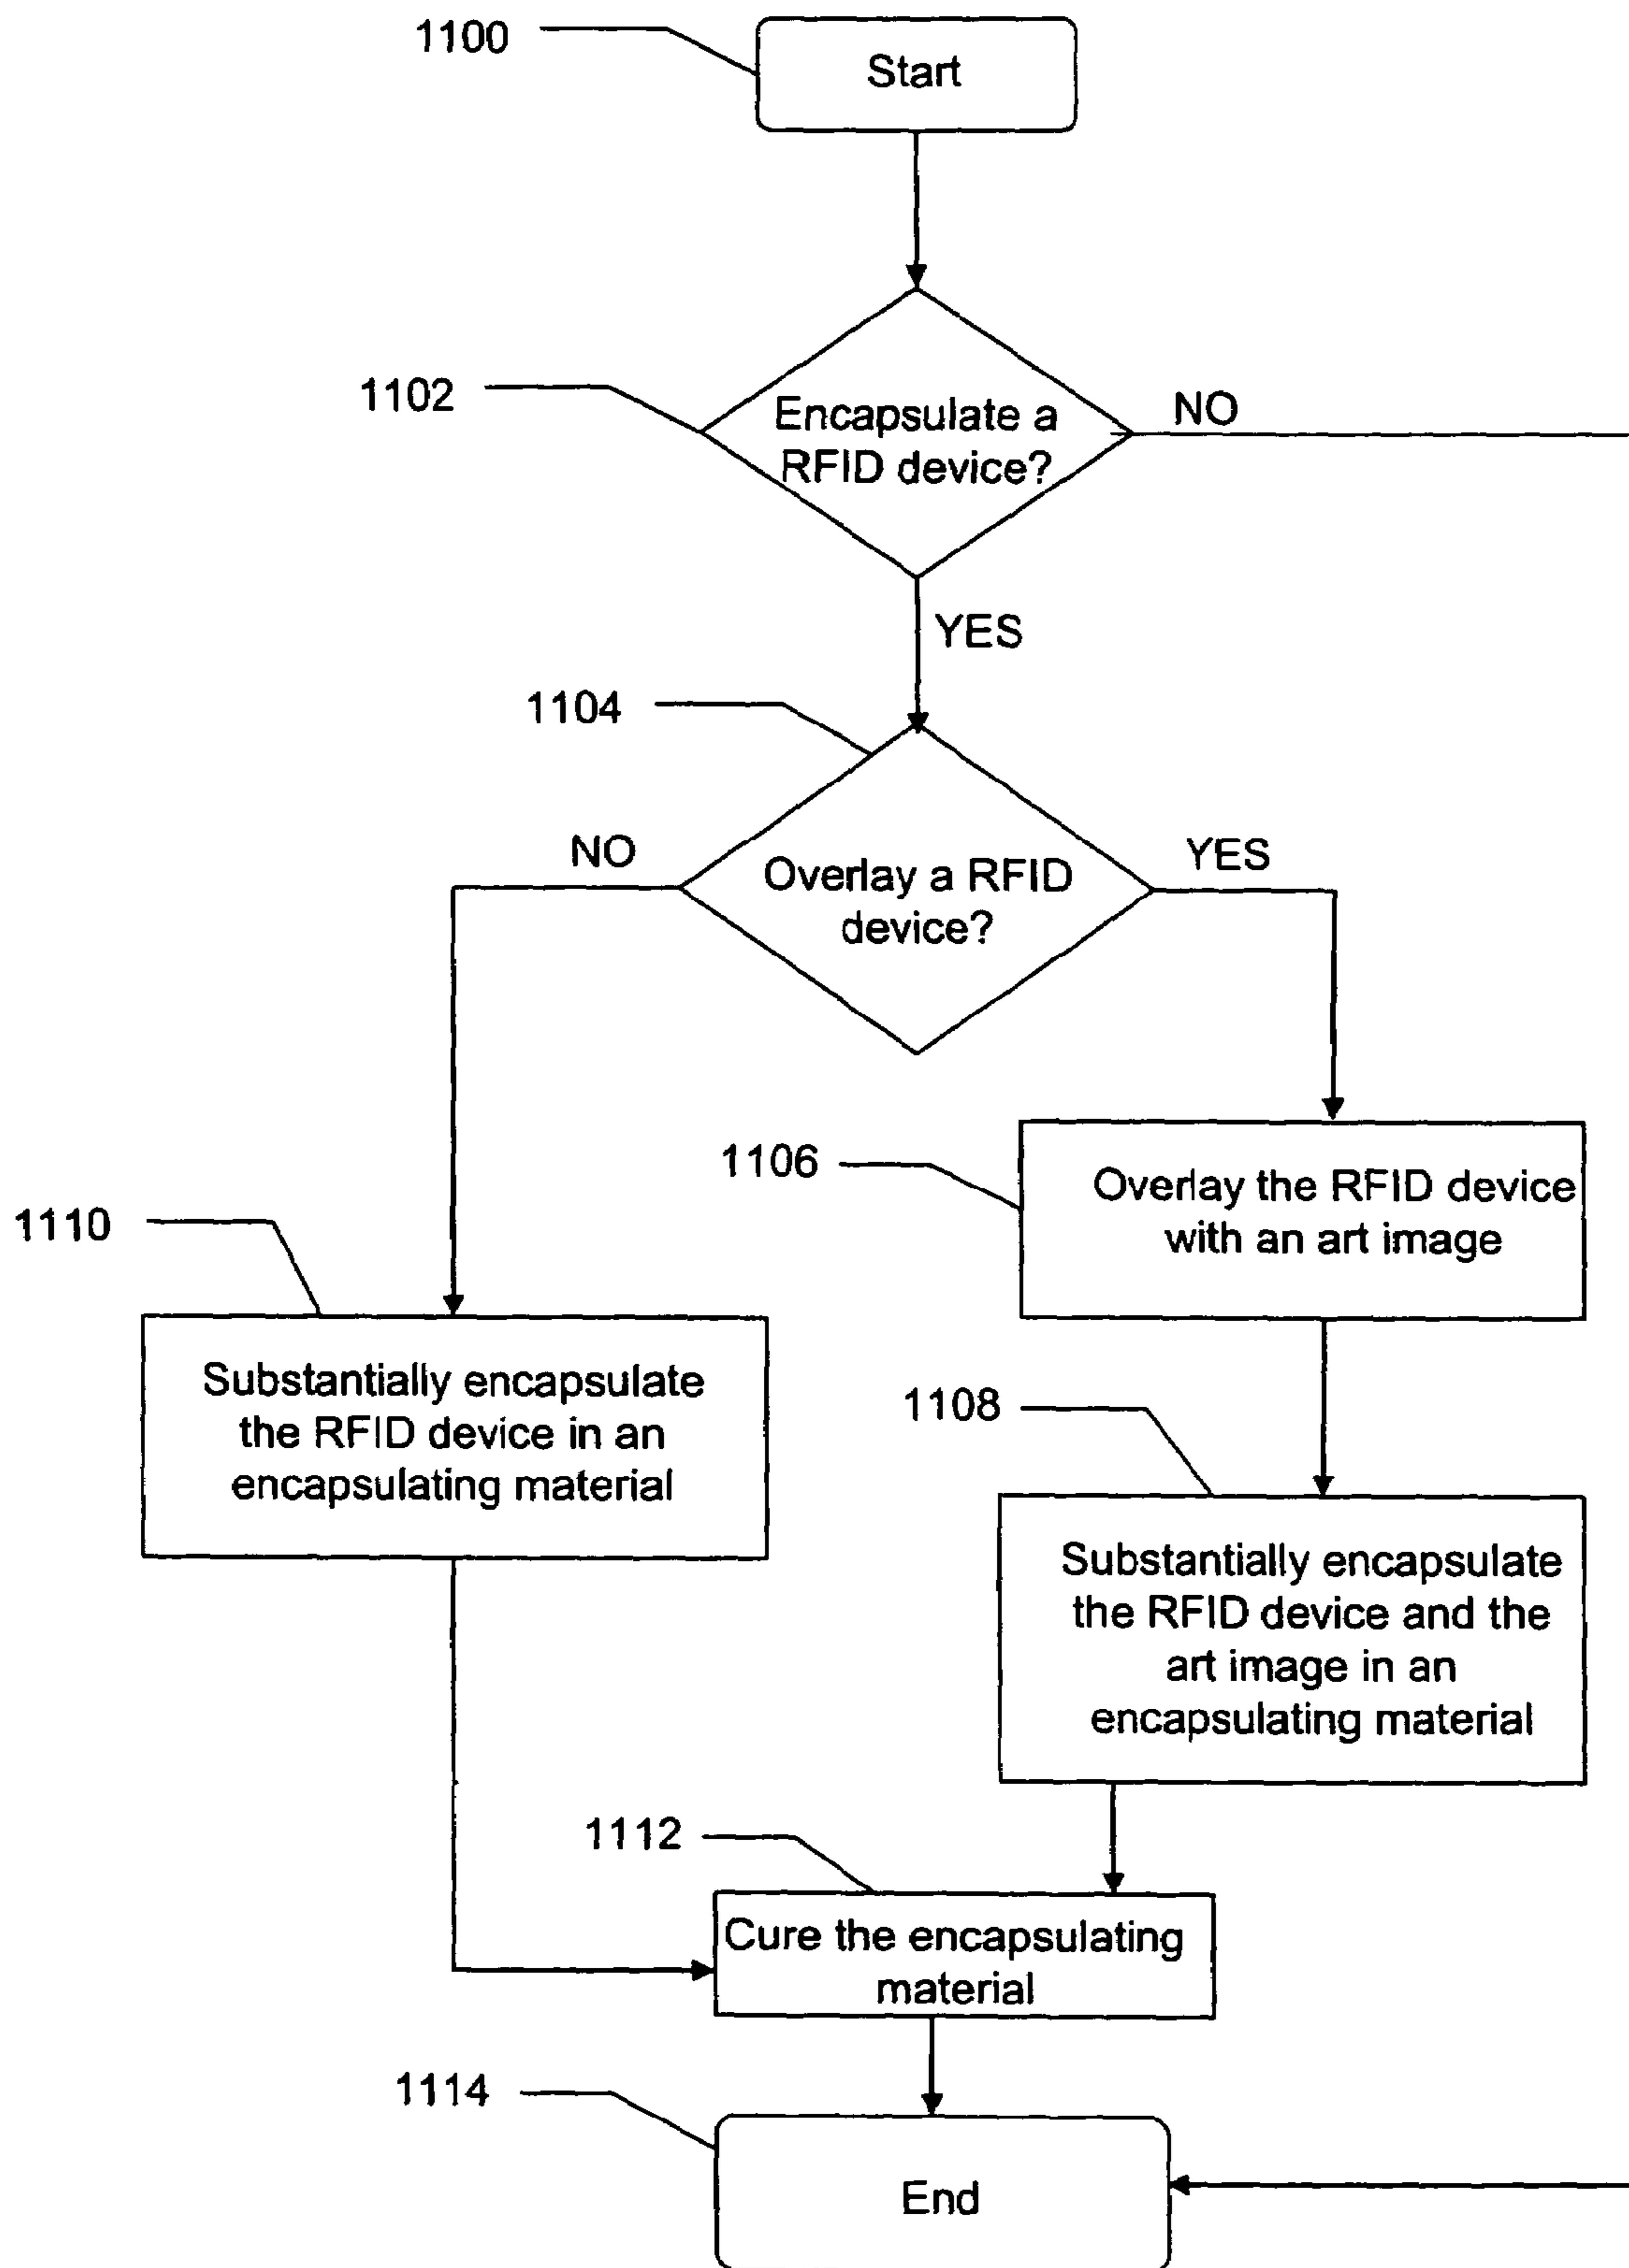 1100
Start
1102
Encapsulate a
RFID device?
NO
YES
1104
NO
Overlay a RFID
device?
YES
1106
Overlay the RFID device
with an art image
1110
Substantially encapsulate
the RFID device in an
encapsulating material
1108
Substantially encapsulate
the RFID device and the
art image in an
encapsulating material
1112
Cure the encapsulating
material
1114
End